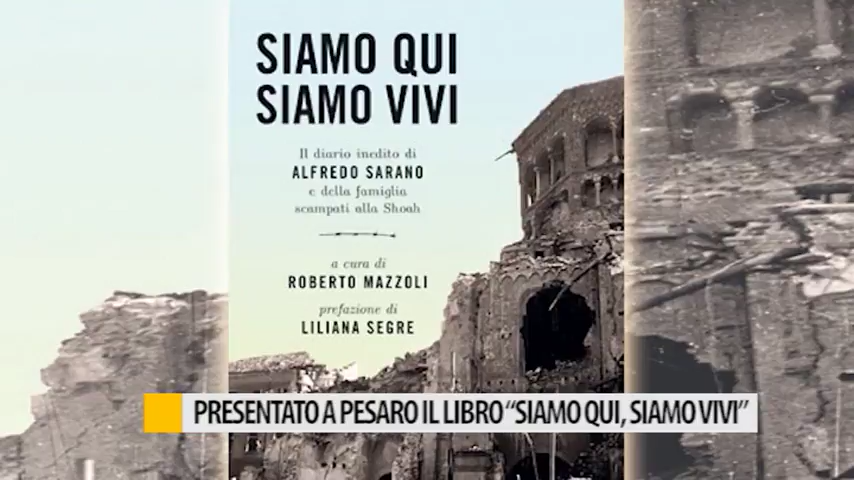 SIAMO QUI
SIAMO VIVI
Il diario inedito di
ALFREDO SARANO
e della famiglia
scampati alla Shoah
a cura di
ROBERTO MAZZOLI
prefazione di
LILIANA SEGRE
PRESENTATO A PESARO IL LIBRO “SIAMO QUI, SIAMO VIVI”